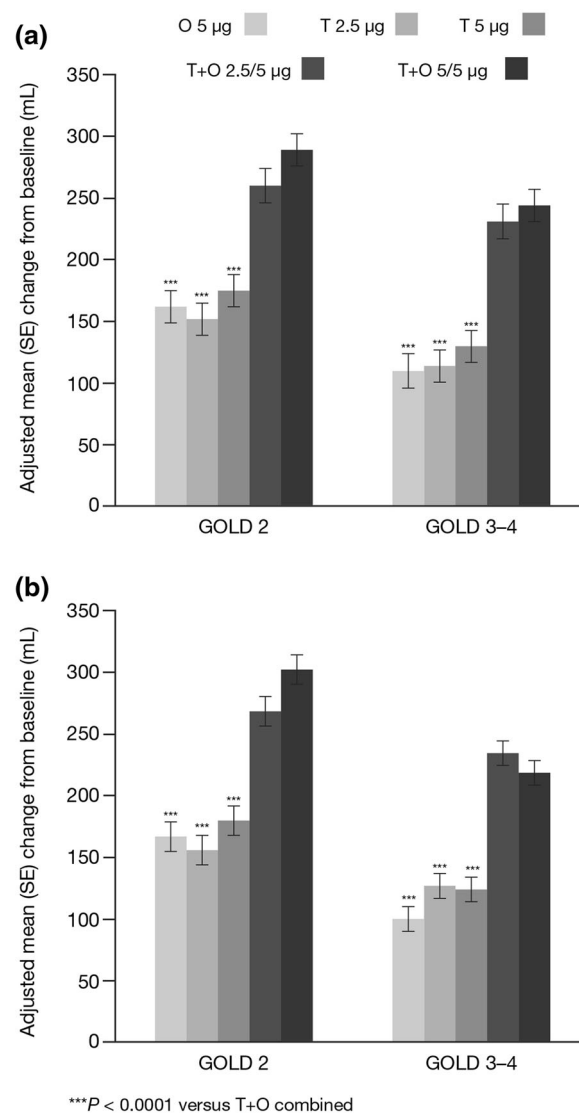 (a)
O 5 µg T 2.5 µg T 5 µg
T+O 2.5/5 µg T+O 5/5 µg
Adjusted mean (SE) change from baseline (mL)
350
300
250
200
150
100
50
0
*** *** ***
*** *** ***
GOLD 2 GOLD 3–4
(b)
Adjusted mean (SE) change from baseline (mL)
350
300
250
200
150
100
50
0
*** *** ***
*** *** ***
GOLD 2 GOLD 3–4
***P < 0.0001 versus T+O combined